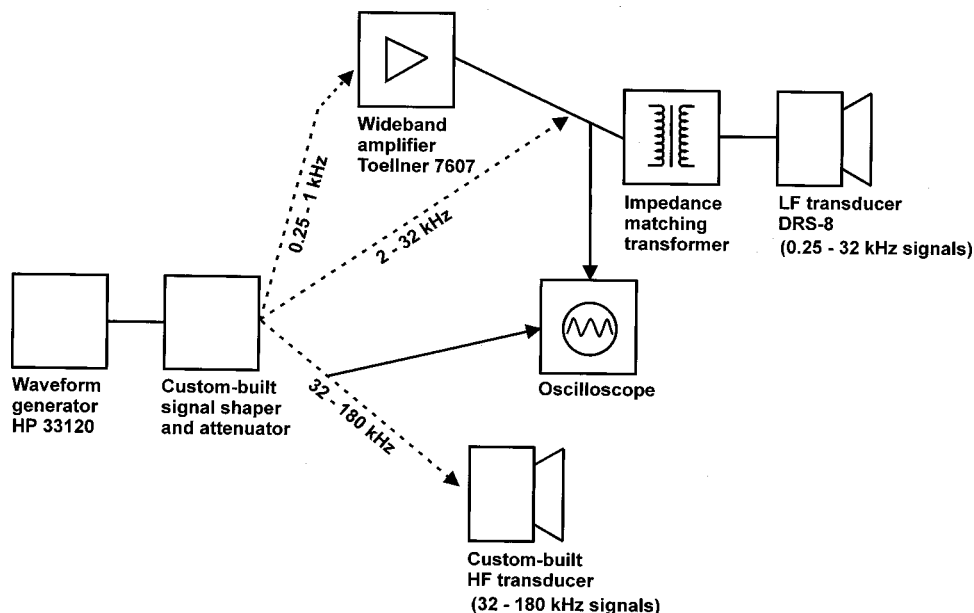 Wideband
amplifier
Toellner 7607
0.25 - 1 kHz
2 - 32 kHz
Impedance
matching
transformer
LF transducer
DRS-8
(0.25 - 32 kHz signals)
Waveform
generator
HP 33120
Custom-built
signal shaper
and attenuator
Oscilloscope
32 - 180 kHz
Custom-built
HF transducer
(32 - 180 kHz signals)